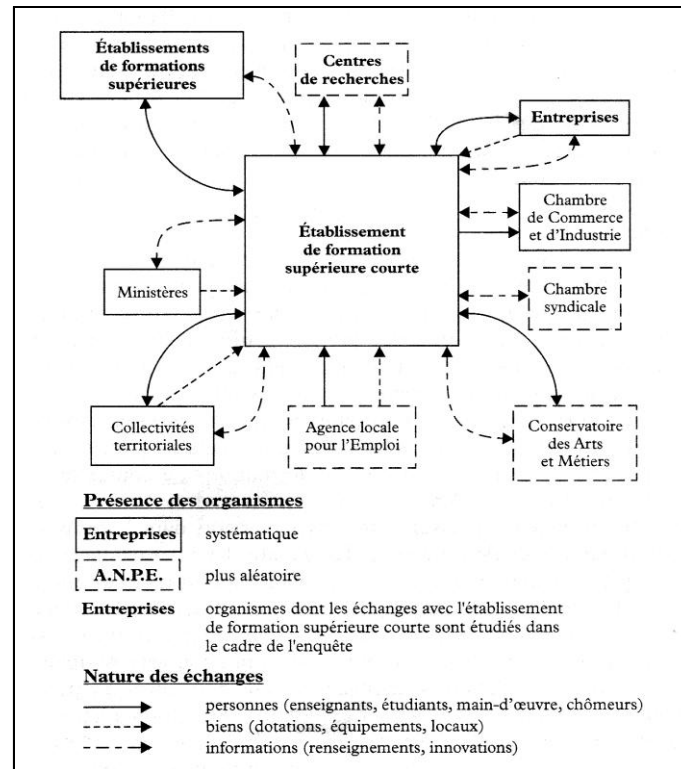 Établissements
de formations
supérieures
Centres
de recherches
Entreprises
Établissement
de formation
supérieure courte
Chambre
de Commerce
et d'Industrie
Ministères
Chambre
syndicale
Collectivités
territoriales
Agence locale
pour l'Emploi
Conservatoire
des Arts
et Métiers
Présence des organismes
Entreprises systématique
A.N.P.E. plus aléatoire
Entreprises organismes dont les échanges avec l'établissement
de formation supérieure courte sont étudiés dans
le cadre de l'enquête
Nature des échanges
personnes (enseignants, étudiants, main-d'œuvre, chômeurs)
biens (dotations, équipements, locaux)
informations (renseignements, innovations)